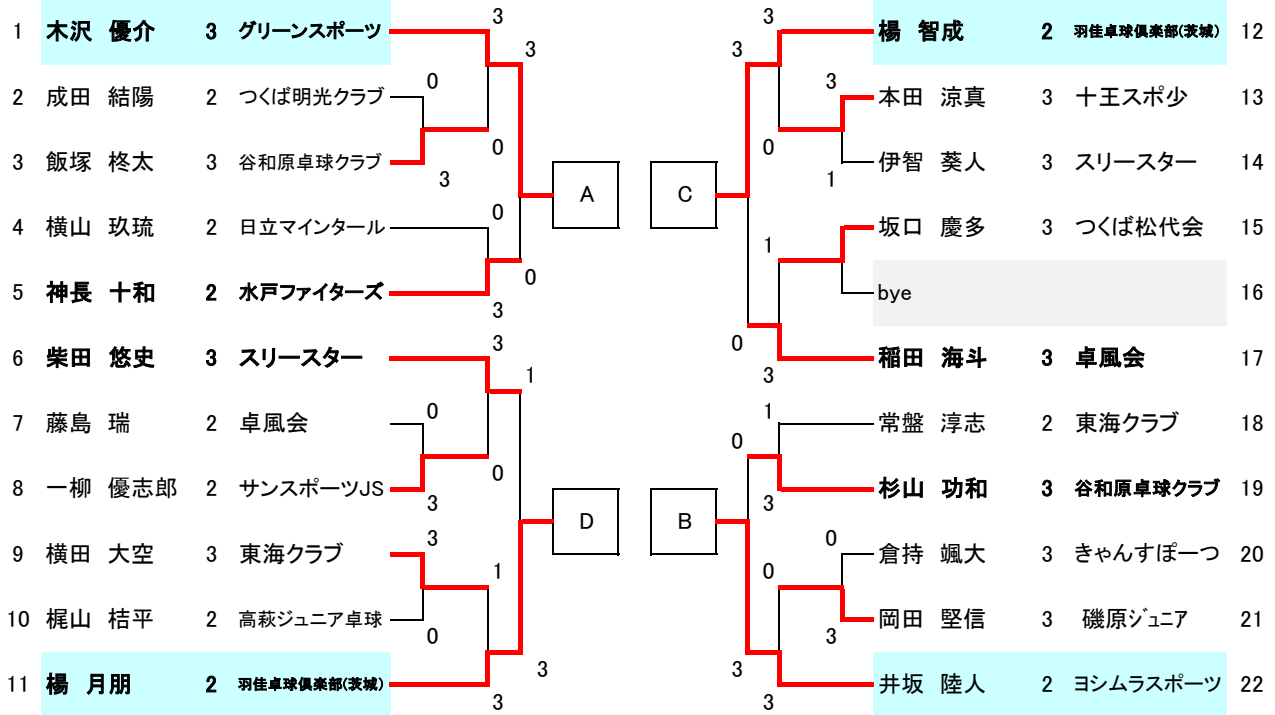 1 木沢 優介 3 グリーンスポーツ
2 成田 結陽 2 つくば明光クラブ
3 飯塚 柊太 3 谷和原卓球クラブ
4 横山 玖琉 2 日立マインタール
5 神長 十和 2 水戸ファイターズ
6 柴田 悠史 3 スリースター
7 藤島 瑞 2 卓風会
8 一柳 優志郎 2 サンスポーツJS
9 横田 大空 3 東海クラブ
10 梶山 桔平 2 高萩ジュニア卓球
11 楊 月朋 2 羽佳卓球倶楽部(茨城)
3
3
0
0
3
0
A
0
3
3
1
0
0
3
D
3
1
0
3
3
3
3
3
0
1
C
1
0
3
1
0
3
B
0
0
3
3
3
楊 智成 2 羽佳卓球倶楽部(茨城) 12
本田 涼真 3 十王スポ少 13
伊智 葵人 3 スリースター 14
坂口 慶多 3 つくば松代会 15
bye 16
稲田 海斗 3 卓風会 17
常盤 淳志 2 東海クラブ 18
杉山 功和 3 谷和原卓球クラブ 19
倉持 颯大 3 きゃんすぽーつ 20
岡田 堅信 3 磯原ジュニア 21
井坂 陸人 2 ヨシムラスポーツ 22